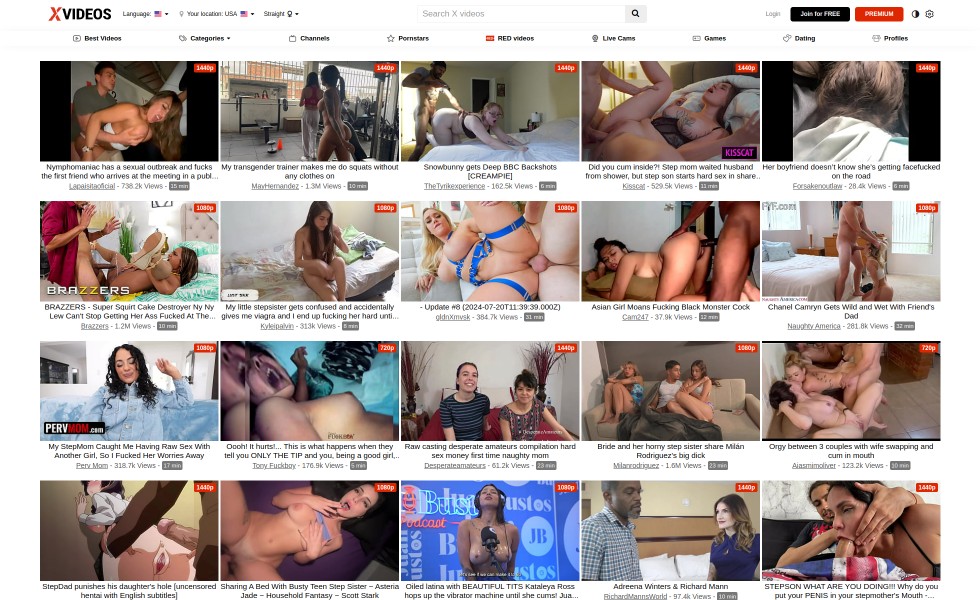 XVIDEOS
Language:
Your location: USA
Straight
Search X videos
Login
Join for FREE
PREMIUM
Best Videos
Categories
Channels
Pornstars
RED videos
Live Cams
Games
Dating
Profiles
1440p
1440p
1440p
1440p
KISSCAT
1440p
Nymphomaniac has a sexual outbreak and fucks
the first friend who arrives at the meeting in a publ...
Lapaisitaoficial - 738.2k Views - 15 min
My transgender trainer makes me do squats without
any clothes on
MayHernandez - 1.3M Views - 10 min
Snowbunny gets Deep BBC Backshots
[CREAMPIE]
TheTyrikexperience - 162.5k Views - 6 min
Did you cum inside?! Step mom waited husband
from shower, but step son starts hard sex in share..
Kisscat - 529.5k Views - 11 min
Her boyfriend doesn't know she's getting facefucked
on the road
Forsakenoutlaw - 28.4k Views - 6 min
1080p
BRAZZERS
1080p
1080p
1080p
FYF.com
1080p
BRAZZERS - Super Squirt Cake Destroyer Ny Ny
Lew Can't Stop Getting Her Ass Fucked At The...
Brazzers - 1.2M Views - 10 min
My little stepsister gets confused and accidentally
gives me viagra and I end up fucking her hard unti...
Kyleipalvin - 313k Views - 8 min
- Update #8 (2024-07-20T11:39:39.000Z)
gldnXmvsk - 384.7k Views - 31 min
Asian Girl Moans Fucking Black Monster Cock
Cam247 - 37.9k Views - 12 min
Chanel Camryn Gets Wild and Wet With Friend's
Dad
Naughty America - 281.8k Views - 32 min
1080p
PERVMOM.com
720p
1440p
Desperateamateurs
1080p
720p
My StepMom Caught Me Having Raw Sex With
Another Girl, So I Fucked Her Worries Away
Perv Mom - 318.7k Views - 17 min
Oooh! It hurts!... This is what happens when they
tell you ONLY THE TIP and you, being a good girl,..
Tony Fuckboy - 176.9k Views - 5 min
Raw casting desperate amateurs compilation hard
sex money first time naughty mom
Desperateamateurs - 61.2k Views - 23 min
Bride and her horny step sister share Milán
Rodriguez's big dick
Milanrodriguez - 1.6M Views - 23 min
Orgy between 3 couples with wife swapping and
cum in mouth
Aiasmimoliver - 123.2k Views - 10 min
1440p
1080p
1080p
1440p
1440p
StepDad punishes his daughter's hole [uncensored
hentai with English subtitles]
Sharing A Bed With Busty Teen Step Sister ~ Asteria
Jade ~ Household Fantasy ~ Scott Stark
Oiled latina with BEAUTIFUL TITS Kataleya Ross
hops up the vibrator machine until she cums! Jua...
Adreena Winters & Richard Mann
RichardMannsWorld - 97.4k Views - 10 min
STEPSON WHAT ARE YOU DOING!!! Why do you
put your PENIS in your stepmother's Mouth -...